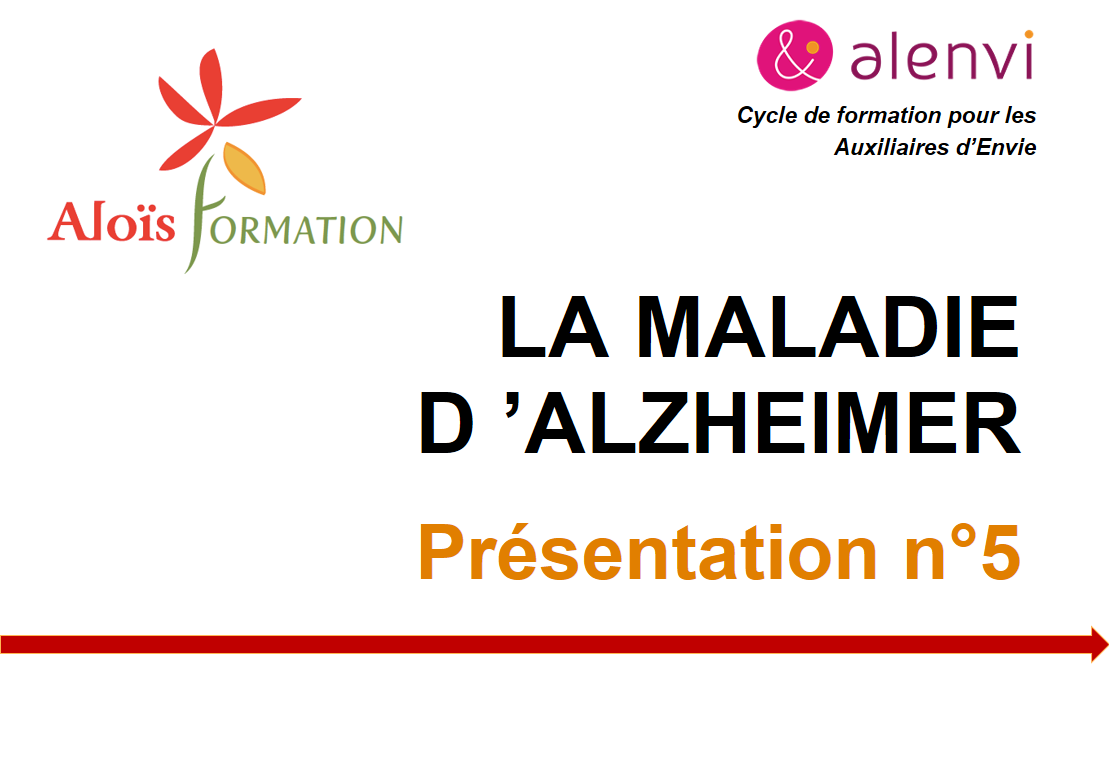 & alenvi
Cycle de formation pour les
Auxiliaires d’Envie
Aloïs FORMATION
LA MALADIE
D ’ALZHEIMER
Présentation n°5